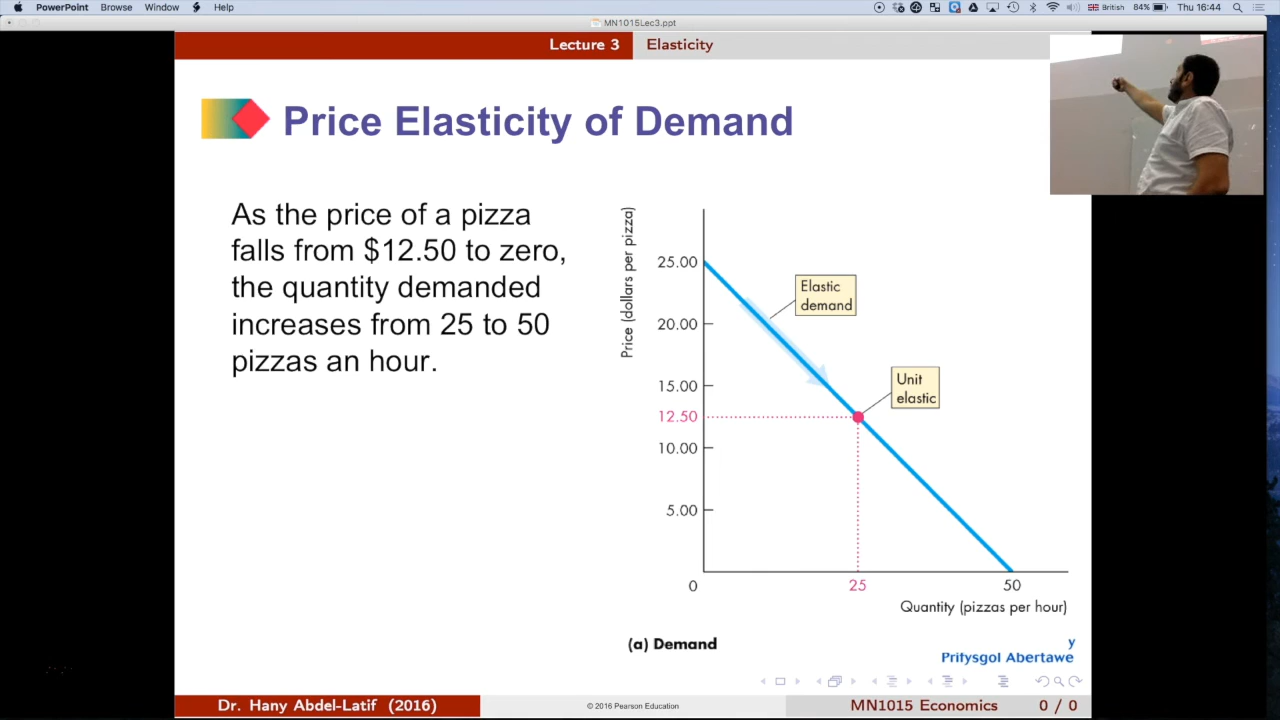 PowerPoint Browse Window Help
British 84% Thu 16:44
MN1015Lec3.ppt
Lecture 3 Elasticity
Price Elasticity of Demand
As the price of a pizza
falls from $12.50 to zero,
the quantity demanded
increases from 25 to 50
pizzas an hour.
Price (dollars per pizza)
25.00
20.00
15.00
12.50
10.00
5.00
0
25
50
Elastic
demand
Unit
elastic
Quantity (pizzas per hour)
(a) Demand
y
Prifysgol Abertawe
Dr. Hany Abdel-Latif (2016)
© 2016 Pearson Education
MN1015 Economics 0 / 0